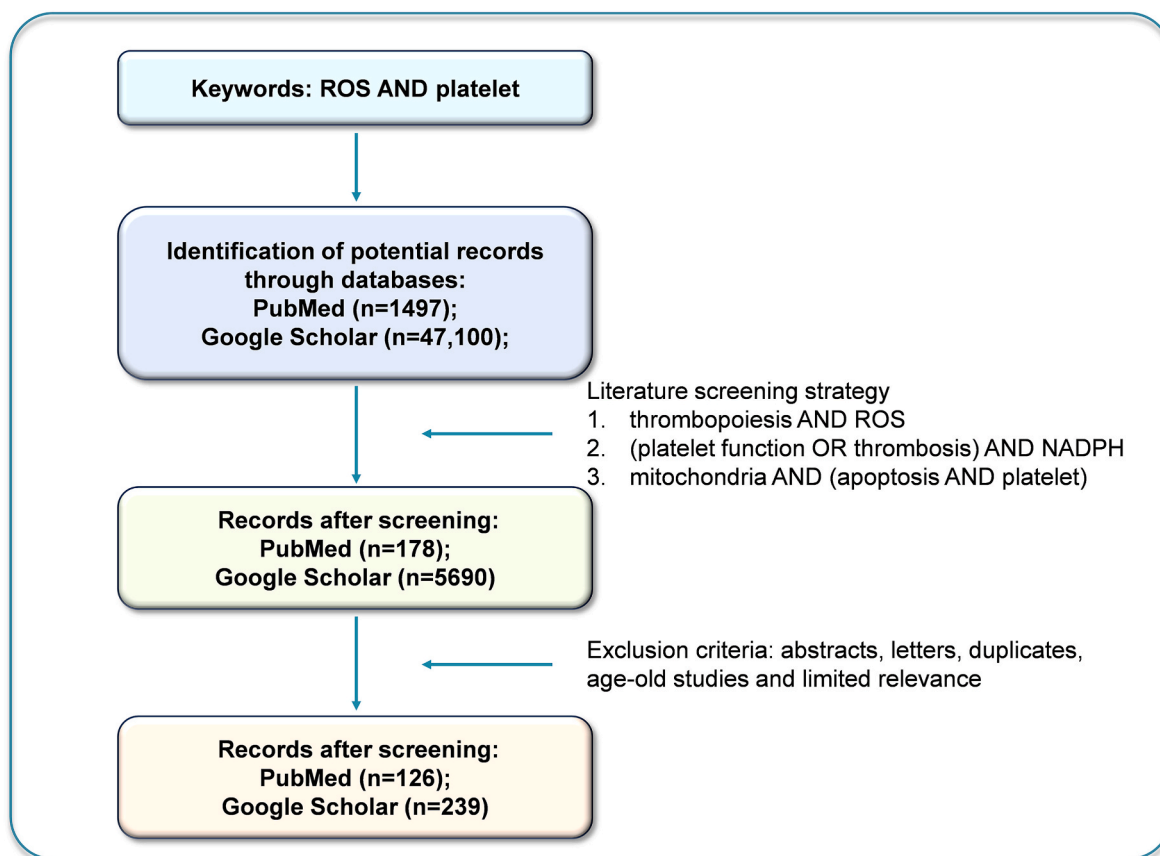 Keywords: ROS AND platelet
Identification of potential records
through databases:
PubMed (n=1497);
Google Scholar (n=47,100);
Literature screening strategy
1. thrombopoiesis AND ROS
2. (platelet function OR thrombosis) AND NADPH
3. mitochondria AND (apoptosis AND platelet)
Records after screening:
PubMed (n=178);
Google Scholar (n=5690)
Exclusion criteria: abstracts, letters, duplicates,
age-old studies and limited relevance
Records after screening:
PubMed (n=126);
Google Scholar (n=239)